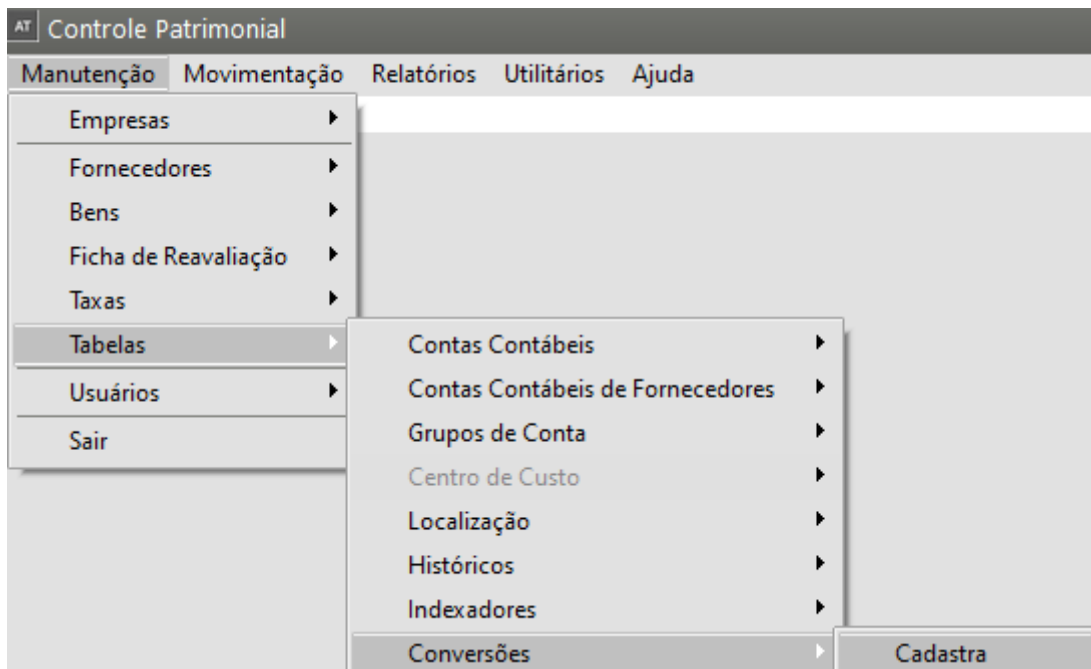 AT Controle Patrimonial
Manutenção Movimentação Relatórios Utilitários Ajuda
Empresas
Fornecedores
Bens
Ficha de Reavaliação
Taxas
Tabelas
Usuários
Sair
Contas Contábeis
Contas Contábeis de Fornecedores
Grupos de Conta
Centro de Custo
Localização
Históricos
Indexadores
Conversões
Cadastra